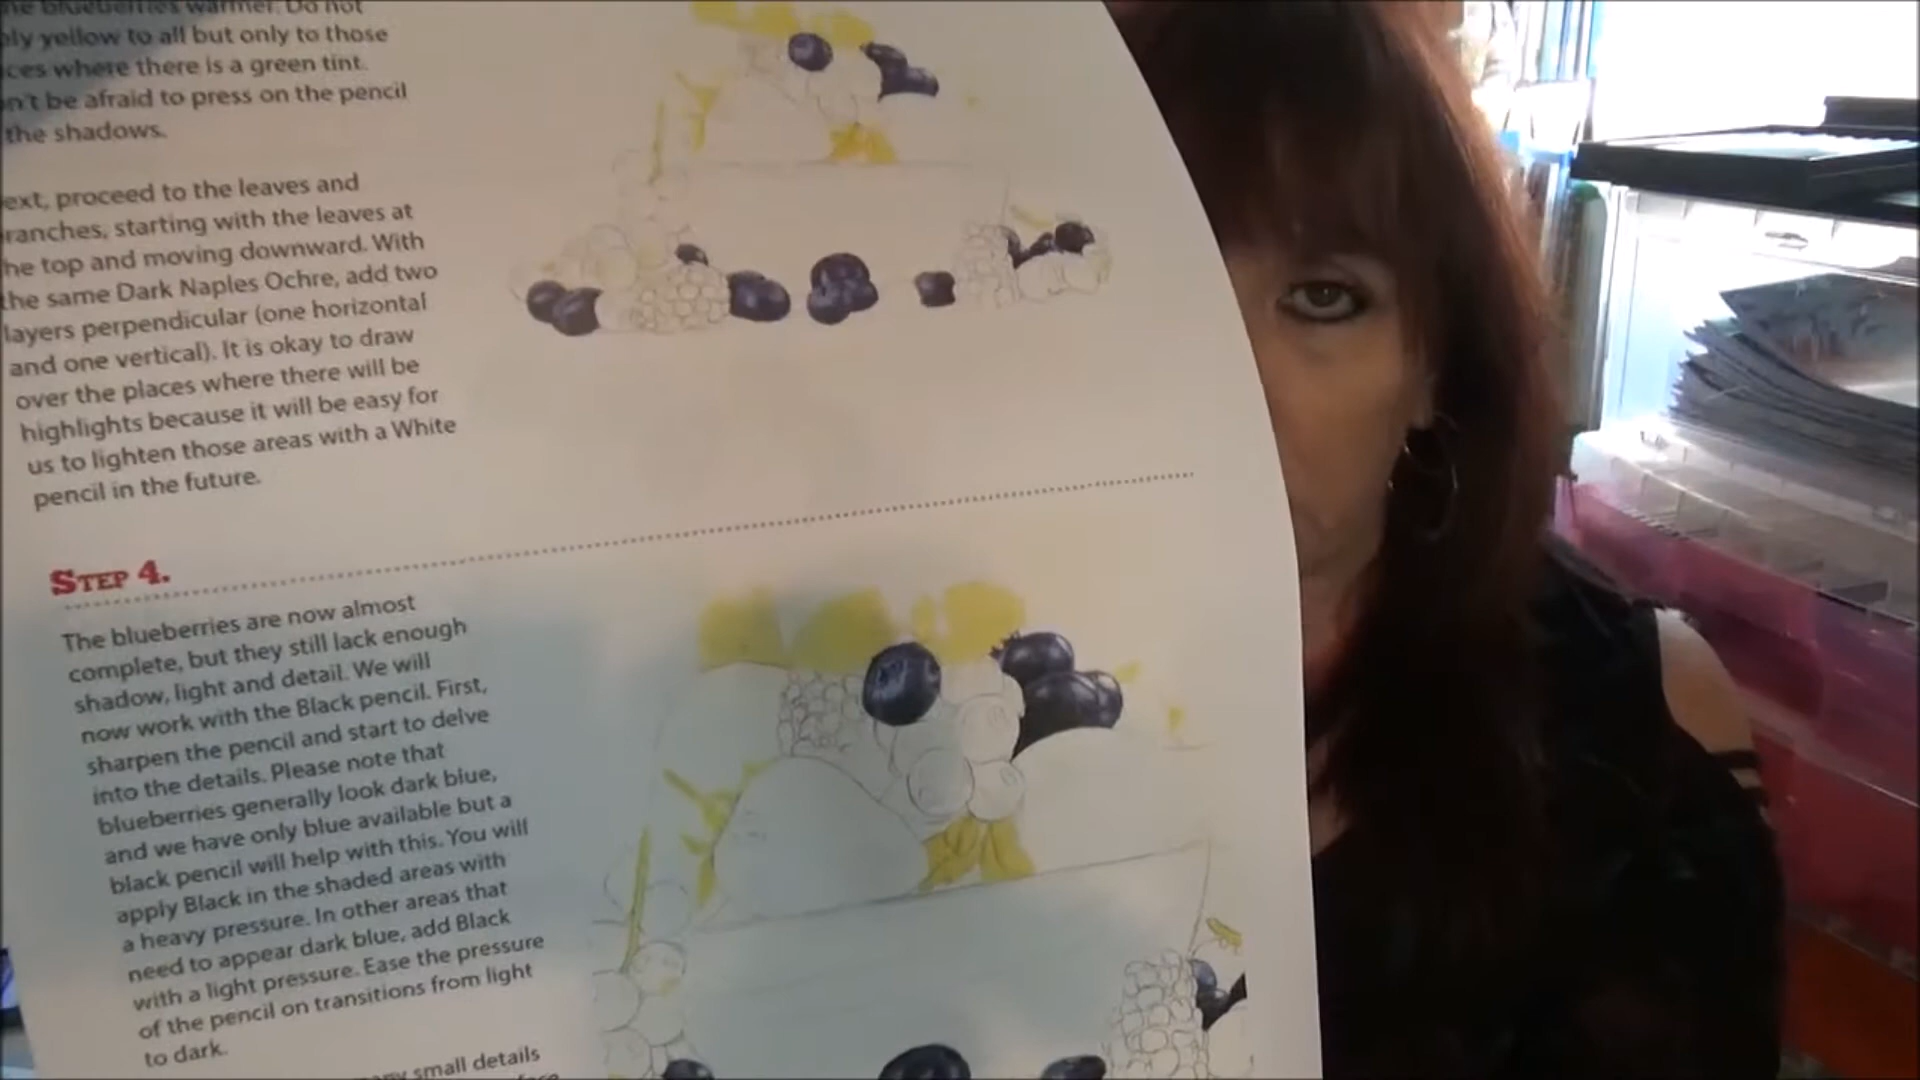 he blueberries warmer. Do not
ly yellow to all but only to those
ces where there is a green tint.
n't be afraid to press on the pencil
the shadows.
ext, proceed to the leaves and
ranches, starting with the leaves at
he top and moving downward. With
the same Dark Naples Ochre, add two
layers perpendicular (one horizontal
and one vertical). It is okay to draw
over the places where there will be
highlights because it will be easy for
us to lighten those areas with a White
pencil in the future.
STEP 4.
The blueberries are now almost
complete, but they still lack enough
shadow, light and detail. We will
now work with the Black pencil. First,
sharpen the pencil and start to delve
into the details. Please note that
blueberries generally look dark blue,
and we have only blue available but a
black pencil will help with this. You will
apply Black in the shaded areas with
a heavy pressure. In other areas that
need to appear dark blue, add Black
with a light pressure. Ease the pressure
of the pencil on transitions from light
to dark.
small details